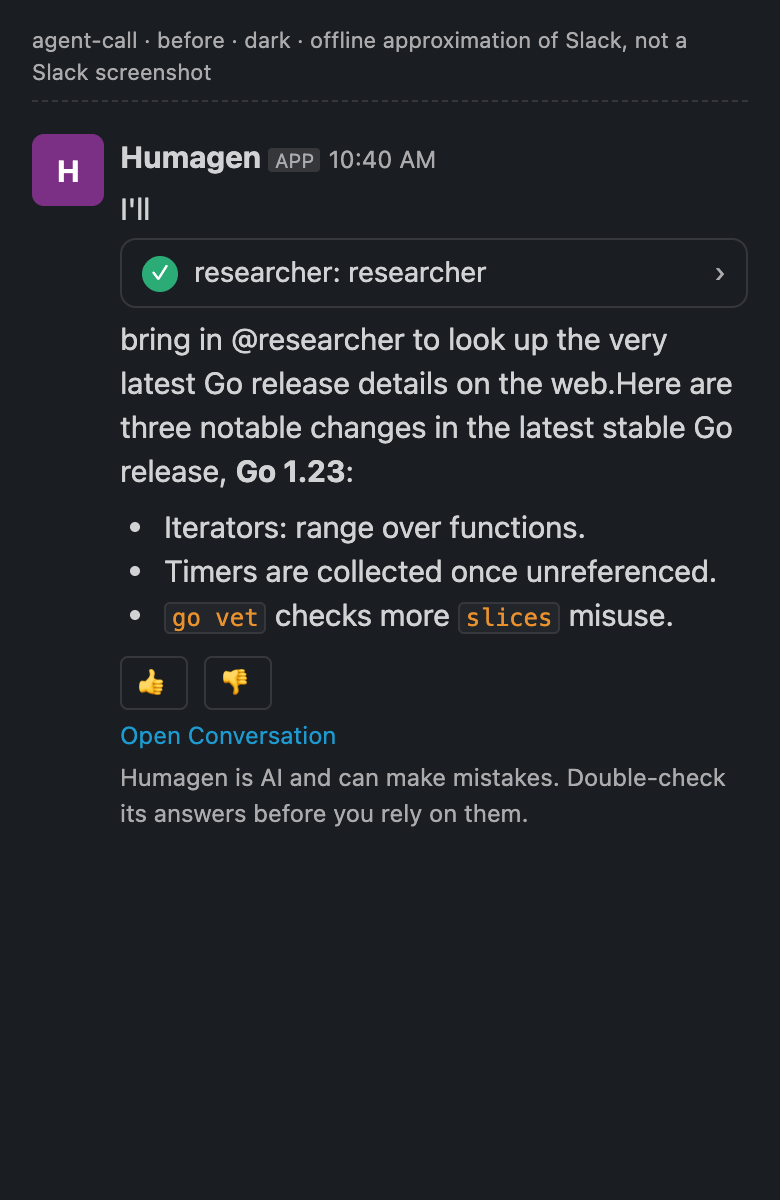 agent-call · before · dark · offline approximation of Slack, not a
Slack screenshot
H
Humagen APP 10:40 AM
I'll
researcher: researcher
bring in @researcher to look up the very
latest Go release details on the web.Here are
three notable changes in the latest stable Go
release, Go 1.23:
• Iterators: range over functions.
• Timers are collected once unreferenced.
• go vet checks more slices misuse.
Open Conversation
Humagen is AI and can make mistakes. Double-check
its answers before you rely on them.